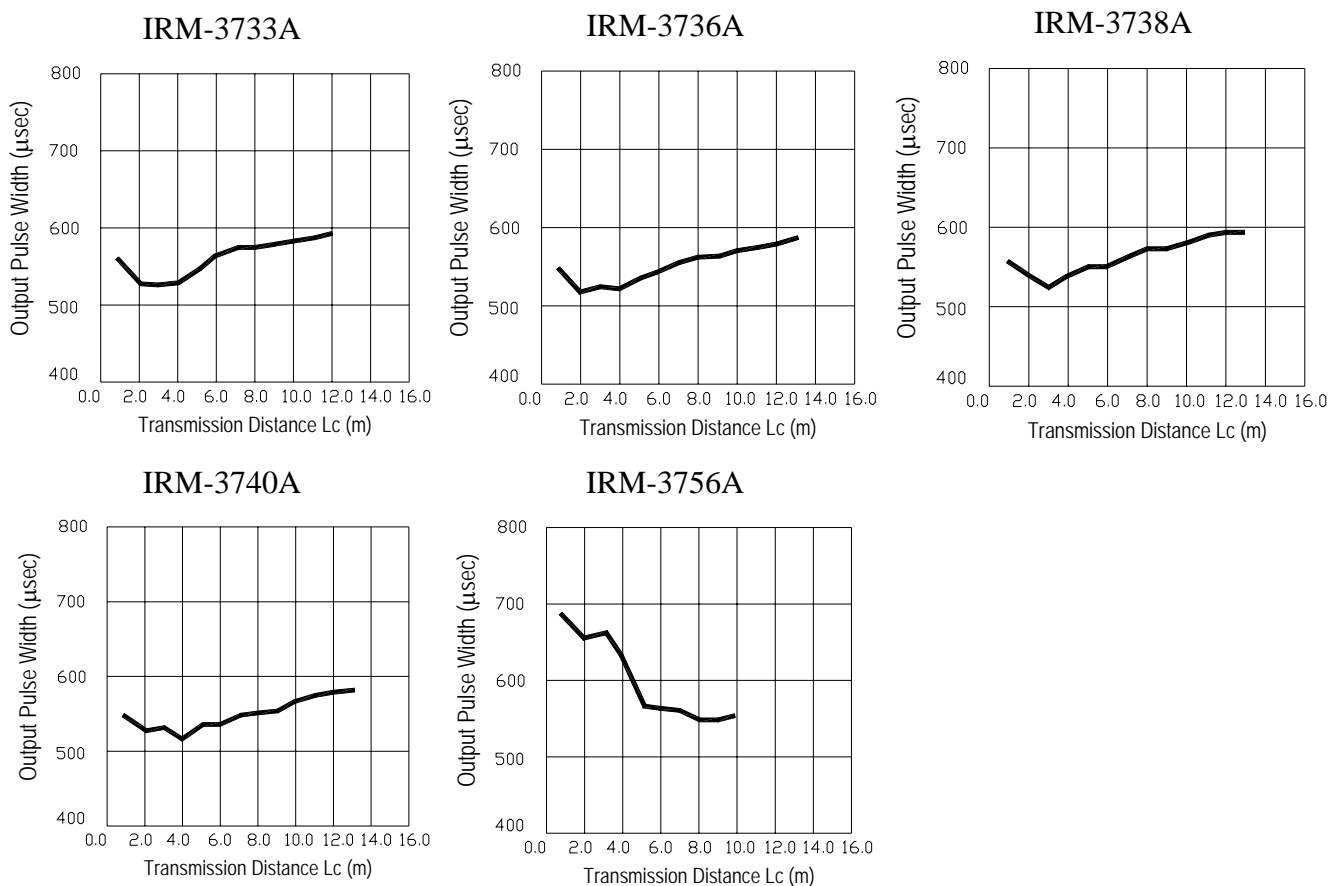 IRM-3733A
Output Pulse Width (μsec)
800
700
600
500
400
0.0 2.0 4.0 6.0 8.0 10.0 12.0 14.0 16.0
Transmission Distance Lc (m)
IRM-3736A
Output Pulse Width (μsec)
800
700
600
500
400
0.0 2.0 4.0 6.0 8.0 10.0 12.0 14.0 16.0
Transmission Distance Lc (m)
IRM-3738A
Output Pulse Width (μsec)
800
700
600
500
400
0.0 2.0 4.0 6.0 8.0 10.0 12.0 14.0 16.0
Transmission Distance Lc (m)
IRM-3740A
Output Pulse Width (μsec)
800
700
600
500
400
0.0 2.0 4.0 6.0 8.0 10.0 12.0 14.0 16.0
Transmission Distance Lc (m)
IRM-3756A
Output Pulse Width (μsec)
800
700
600
500
400
0.0 2.0 4.0 6.0 8.0 10.0 12.0 14.0 16.0
Transmission Distance Lc (m)